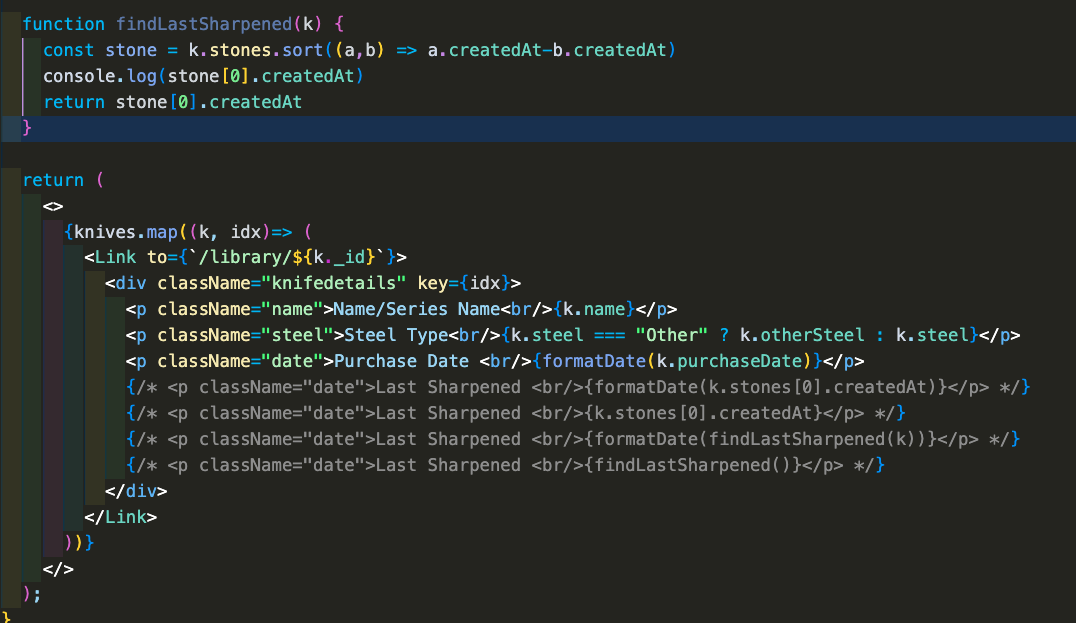 function findLastSharpened(k) {
const stone = k.stones.sort((a,b) => a.createdAt-b.createdAt)
console.log(stone[0].createdAt)
return stone[0].createdAt
}
return (
<>
{knives.map((k, idx)=> (
<Link to={`/library/${k._id}`}>
<div className="knifedetails" key={idx}>
<p className="name">Name/Series Name<br/>{k.name}</p>
<p className="steel">Steel Type<br/>{k.steel === "Other" ? k.otherSteel : k.steel}</p>
<p className="date">Purchase Date <br/>{formatDate(k.purchaseDate)}</p>
{/* <p className="date">Last Sharpened <br/>{formatDate(k.stones[0].createdAt)}</p> */}
{/* <p className="date">Last Sharpened <br/>{k.stones[0].createdAt}</p> */}
{/* <p className="date">Last Sharpened <br/>{formatDate(findLastSharpened(k))}</p> */}
{/* <p className="date">Last Sharpened <br/>{findLastSharpened()}</p> */}
</div>
</Link>
))}
</>
);
}